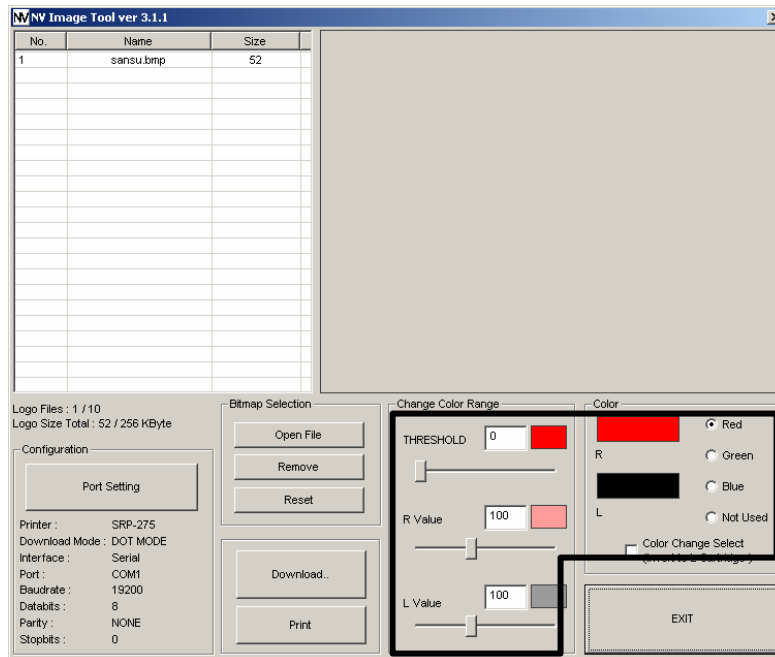 NV NV Image Tool ver 3.1.1
No. Name Size
1 sansu.bmp 52
Logo Files : 1 / 10
Logo Size Total : 52 / 256 KByte
Configuration
Port Setting
Printer : SRP-275
Download Mode : DOT MODE
Interface : Serial
Port : COM1
Baudrate : 19200
Databits : 8
Parity : NONE
Stopbits : 0
Bitmap Selection
Open File
Remove
Reset
Download..
Print
Change Color Range
THRESHOLD 0
R Value 100
L Value 100
Color
Red
R
Green
Blue
L
Not Used
Color Change Select
EXIT